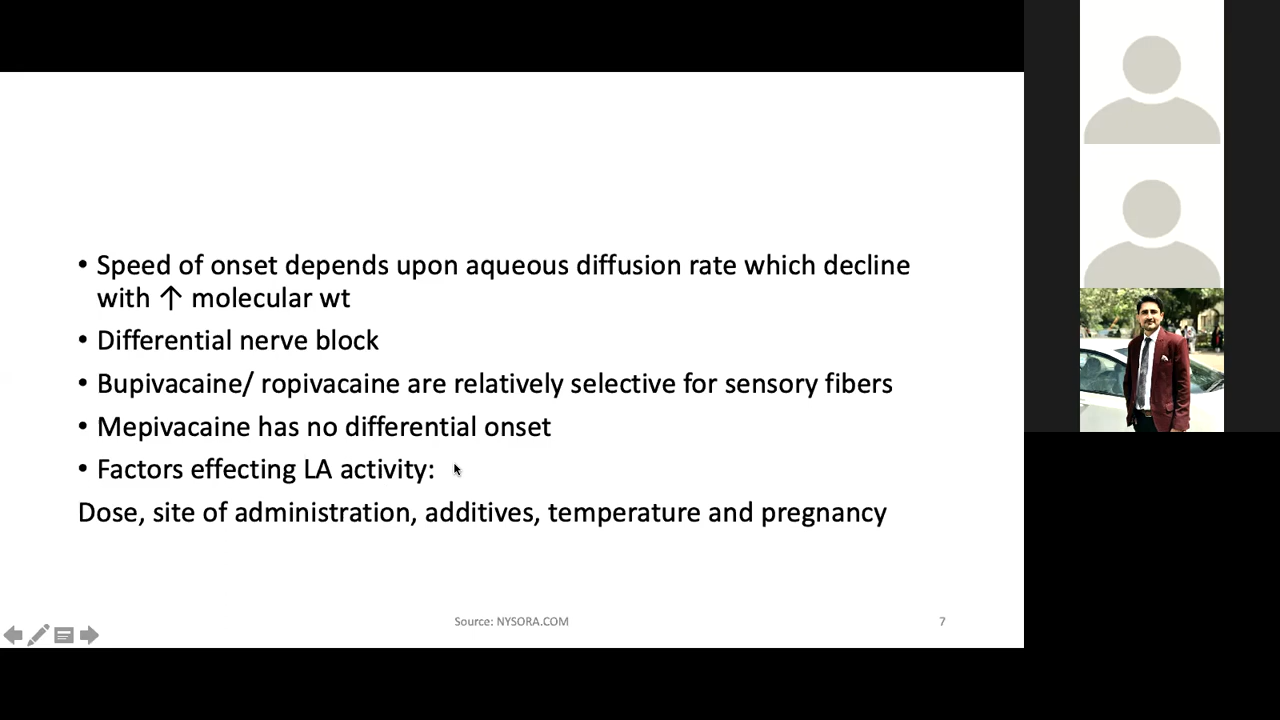 • Speed of onset depends upon aqueous diffusion rate which decline
with ↑ molecular wt
• Differential nerve block
• Bupivacaine/ ropivacaine are relatively selective for sensory fibers
• Mepivacaine has no differential onset
• Factors effecting LA activity:
Dose, site of administration, additives, temperature and pregnancy
Source: NYSORA.COM
7